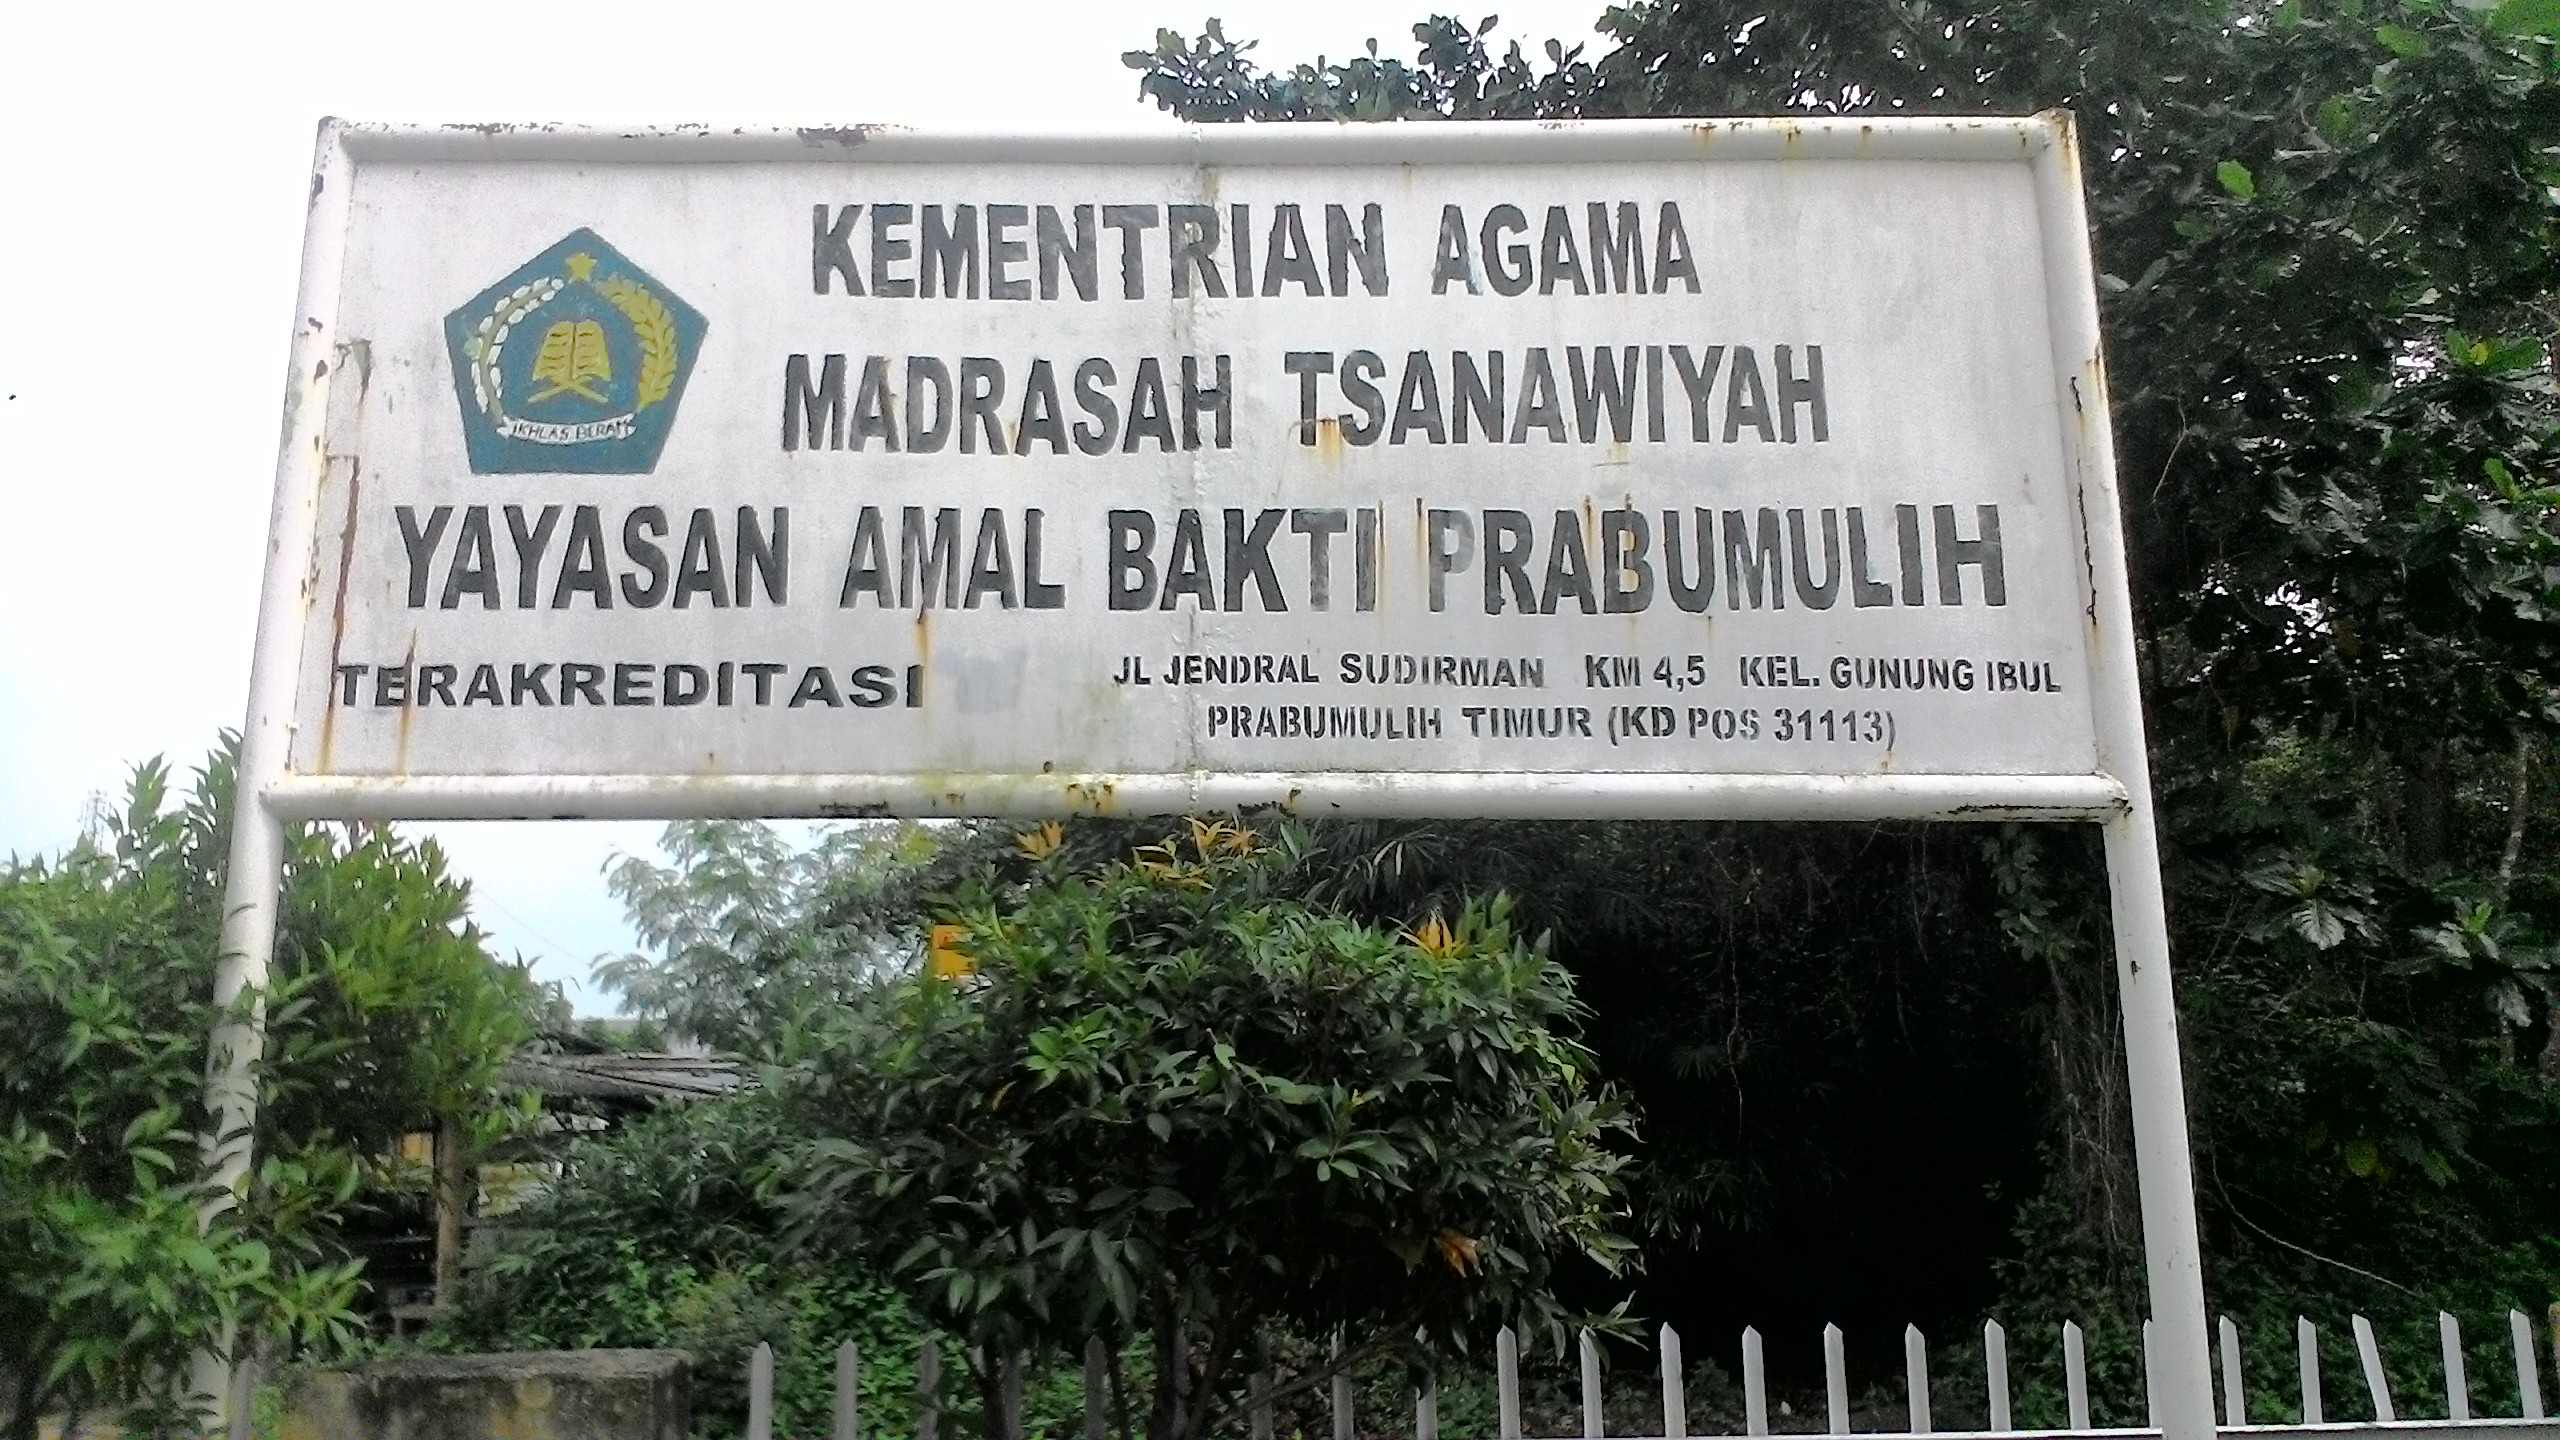 KEMENTRIAN AGAMA
MADRASAH TSANAWIYAH
IKHLAS BERAM
YAYASAN AMAL BAKTI PRABUMULIH
TERAKREDITASI
JL JENDRAL SUDIRMAN KM 4,5 KEL. GUNUNG IBUL
PRABUMULIH TIMUR (KD POS 31113)